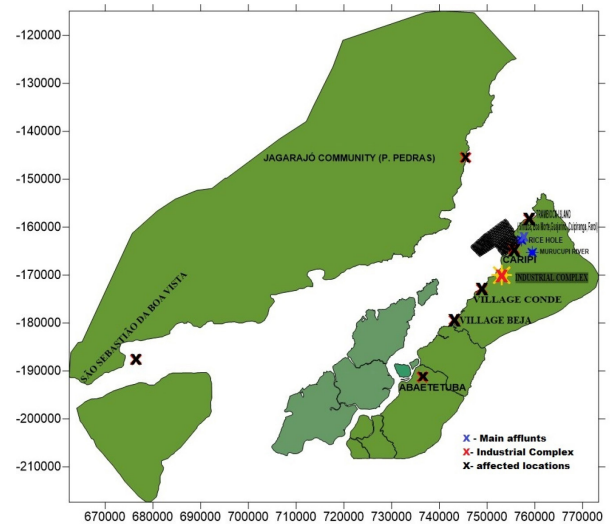 -120000
-130000
-140000
-150000
-160000
-170000
-180000
-190000
-200000
-210000
JAGARAJÓ COMMUNITY (P. PEDRAS)
RICE HOLE
MURUCUPI RIVER
CARIPI
INDUSTRIAL COMPLEX
VILLAGE CONDE
VILLAGE BEJA
SÃO SEBASTIÃO DA BOA VISTA
ABAETETUBA
X - Main afflunts
X- Industrial Complex
X- affected locations
670000 680000 690000 700000 710000 720000 730000 740000 750000 760000 770000